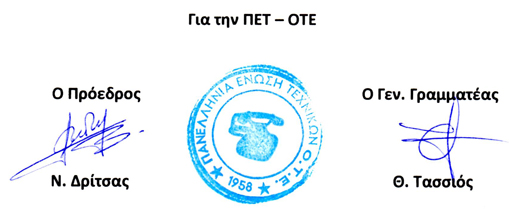 Για την ΠΕΤ – ΟΤΕ
Ο Πρόεδρος
Ν. Δρίτσας
ΠΑΝΕΛΛΗΝΙΑ ΕΝΩΣΗ ΤΕΧΝΙΚΩΝ Ο.Τ.Ε.
1958
Ο Γεν. Γραμματέας
Θ. Τασσιός